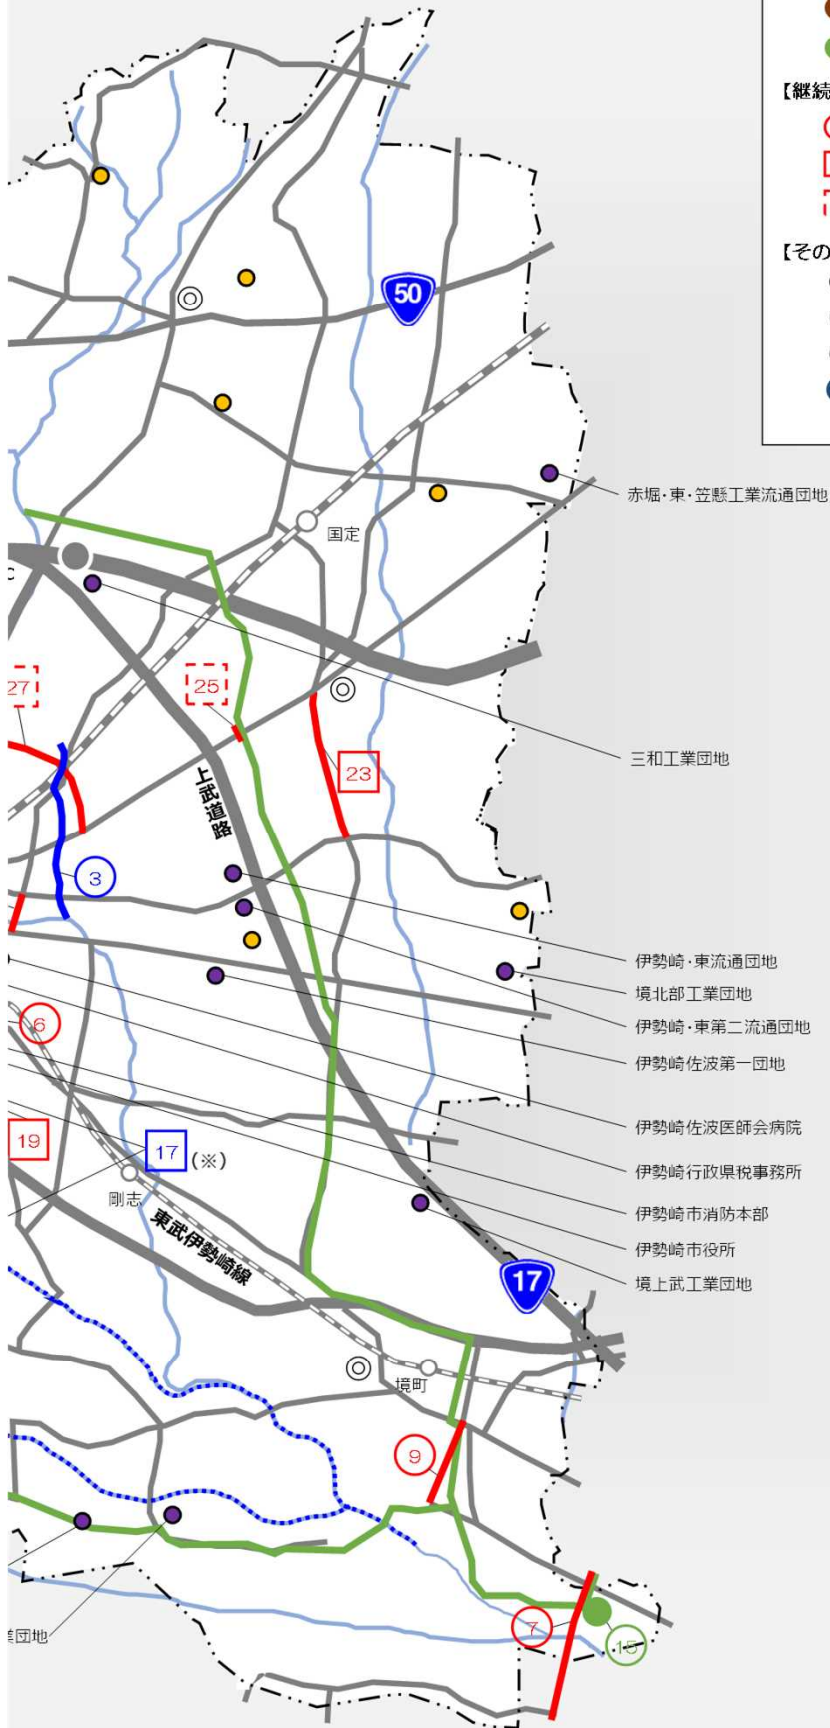 【継続
【その
50
赤堀・東・笠懸工業流通団地
国定
c
27
25
23
三和工業団地
上武道路
3
伊勢崎・東流通団地
境北部工業団地
6
伊勢崎・東第二流通団地
伊勢崎佐波第一団地
伊勢崎佐波医師会病院
19
17 (※)
伊勢崎行政県税事務所
剛志
伊勢崎市消防本部
東武伊勢崎線
伊勢崎市役所
17
境上武工業団地
境町
9
7
15
業団地